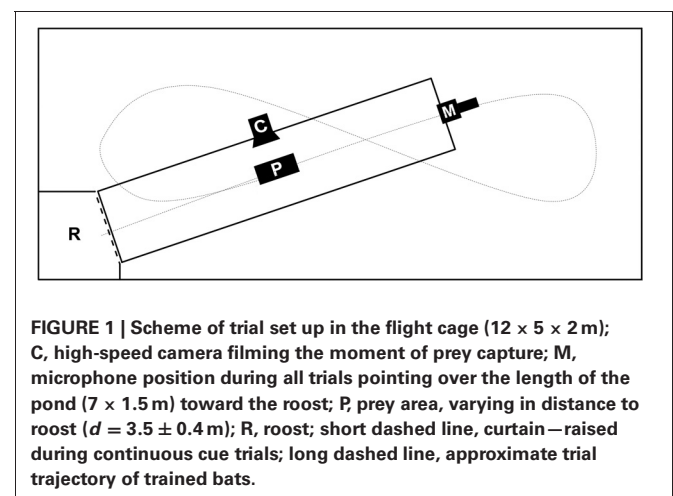 C
M
P
R
FIGURE 1 | Scheme of trial set up in the flight cage (12 × 5 × 2 m);
C, high-speed camera filming the moment of prey capture; M,
microphone position during all trials pointing over the length of the
pond (7 × 1.5 m) toward the roost; P, prey area, varying in distance to
roost (d = 3.5 ± 0.4 m); R, roost; short dashed line, curtain—raised
during continuous cue trials; long dashed line, approximate trial
trajectory of trained bats.